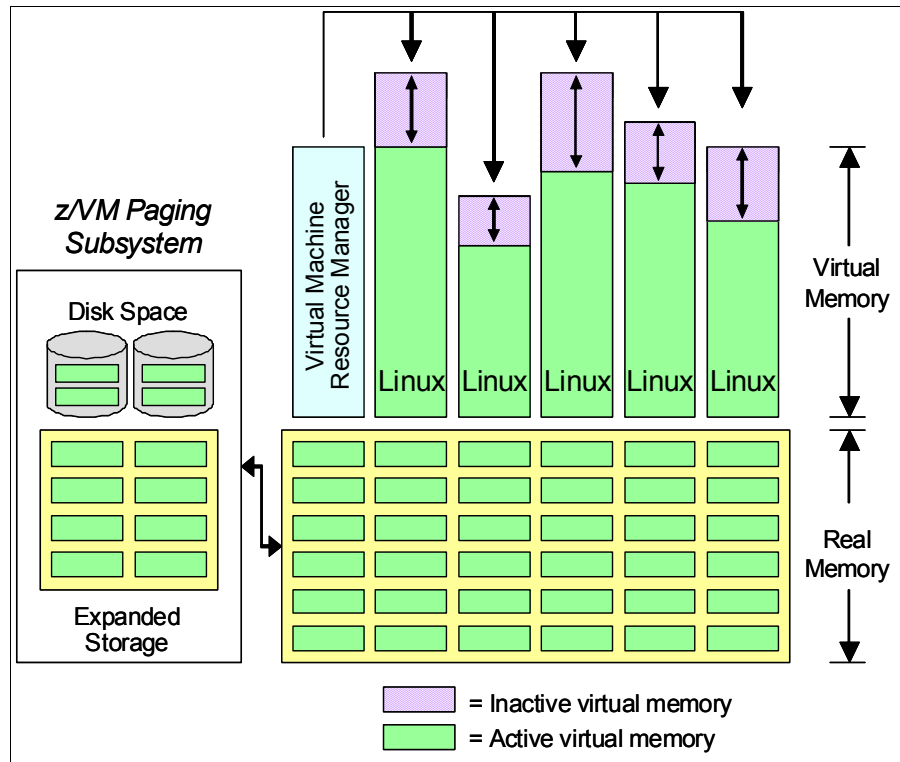 z/VM Paging
Subsystem
Disk Space
Expanded
Storage
Virtual Machine
Resource Manager
Linux
Linux
Linux
Linux
Linux
Virtual
Memory
Real
Memory
= Inactive virtual memory
= Active virtual memory